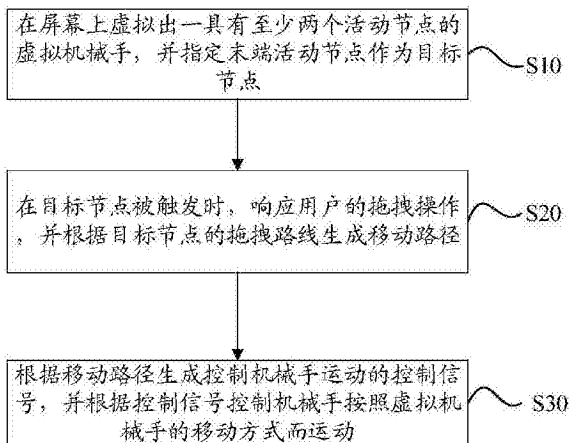 在屏幕上虚拟出一具有至少两个活动节点的
虚拟机械手，并指定末端活动节点作为目标
节点
S10
在目标节点被触发时，响应用户的拖拽操作
，并根据目标节点的拖拽路线生成移动路径
S20
根据移动路径生成控制机械手运动的控制信
号，并根据控制信号控制机械手按照虚拟机
械手的移动方式而运动
S30